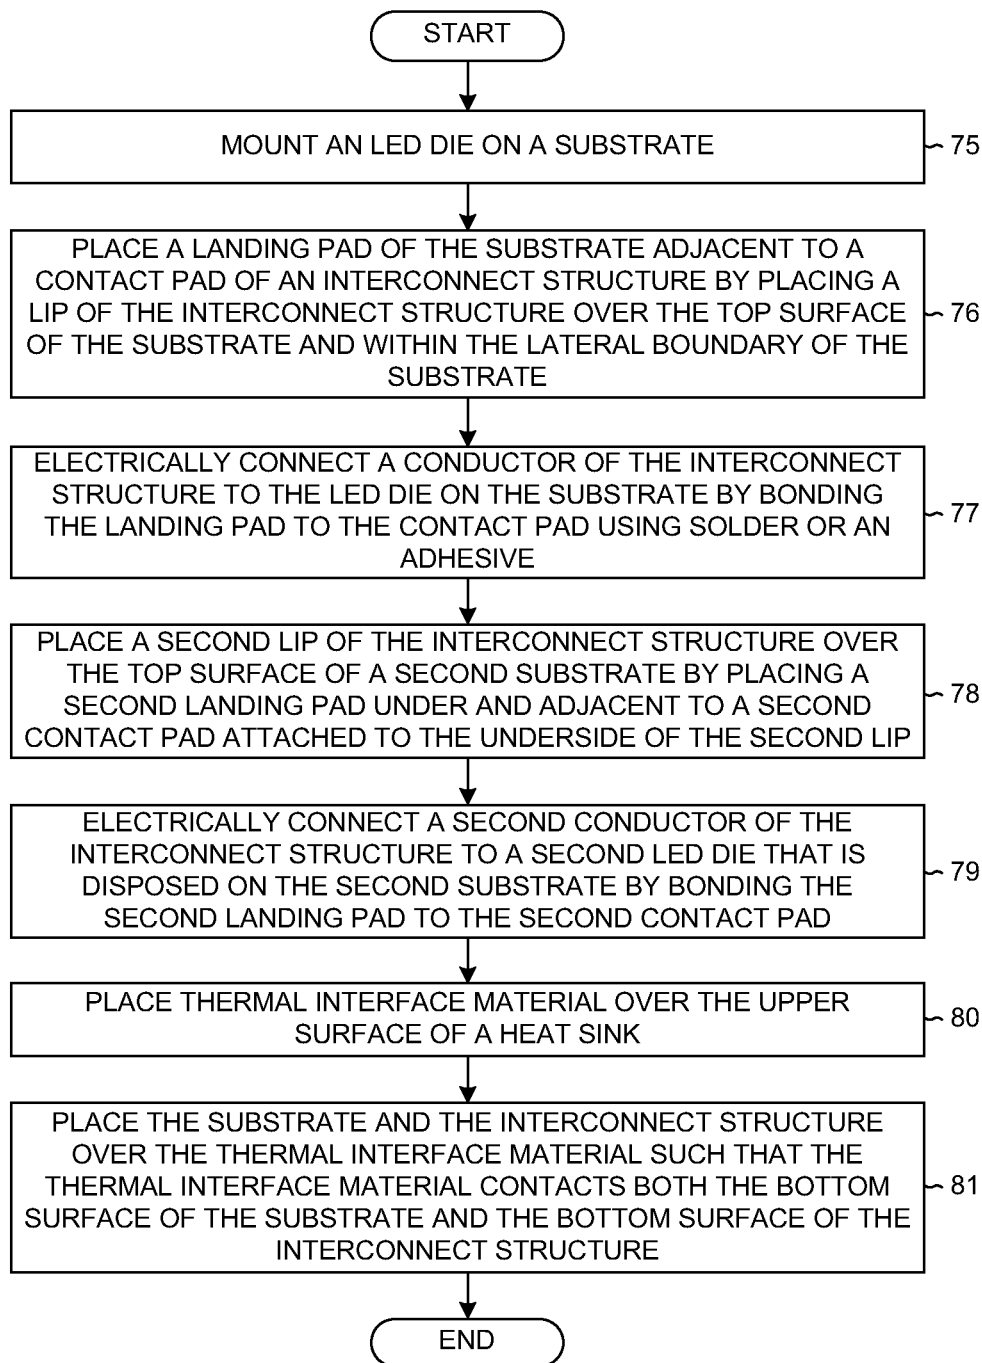 START
MOUNT AN LED DIE ON A SUBSTRATE
75
PLACE A LANDING PAD OF THE SUBSTRATE ADJACENT TO A
CONTACT PAD OF AN INTERCONNECT STRUCTURE BY PLACING A
LIP OF THE INTERCONNECT STRUCTURE OVER THE TOP SURFACE
OF THE SUBSTRATE AND WITHIN THE LATERAL BOUNDARY OF THE
SUBSTRATE
76
ELECTRICALLY CONNECT A CONDUCTOR OF THE INTERCONNECT
STRUCTURE TO THE LED DIE ON THE SUBSTRATE BY BONDING
THE LANDING PAD TO THE CONTACT PAD USING SOLDER OR AN
ADHESIVE
77
PLACE A SECOND LIP OF THE INTERCONNECT STRUCTURE OVER
THE TOP SURFACE OF A SECOND SUBSTRATE BY PLACING A
SECOND LANDING PAD UNDER AND ADJACENT TO A SECOND
CONTACT PAD ATTACHED TO THE UNDERSIDE OF THE SECOND LIP
78
ELECTRICALLY CONNECT A SECOND CONDUCTOR OF THE
INTERCONNECT STRUCTURE TO A SECOND LED DIE THAT IS
DISPOSED ON THE SECOND SUBSTRATE BY BONDING THE
SECOND LANDING PAD TO THE SECOND CONTACT PAD
79
PLACE THERMAL INTERFACE MATERIAL OVER THE UPPER
SURFACE OF A HEAT SINK
80
PLACE THE SUBSTRATE AND THE INTERCONNECT STRUCTURE
OVER THE THERMAL INTERFACE MATERIAL SUCH THAT THE
THERMAL INTERFACE MATERIAL CONTACTS BOTH THE BOTTOM
SURFACE OF THE SUBSTRATE AND THE BOTTOM SURFACE OF THE
INTERCONNECT STRUCTURE
81
END